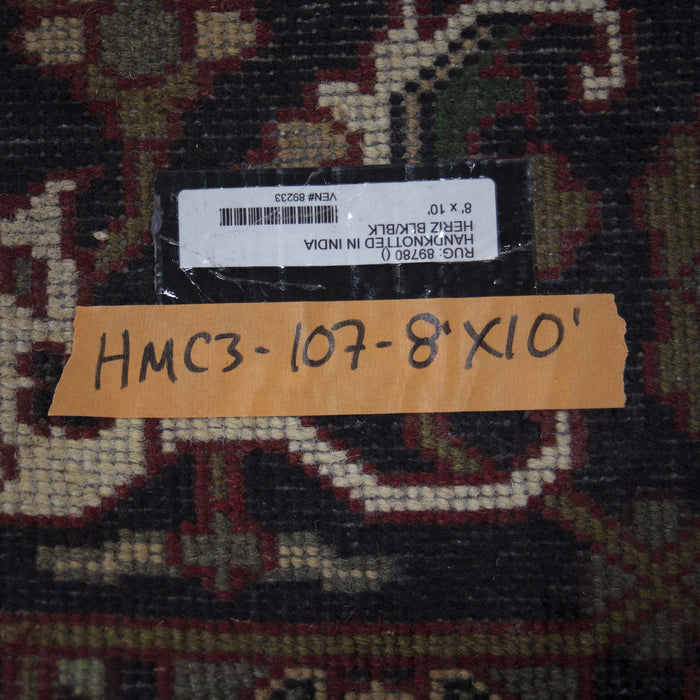 RUG: 89780 ()
HANDKNOTTED IN INDIA
HERIZ BLK/BLK
8' x 10'
VEN# 89233
HMC3-107-8'X10'